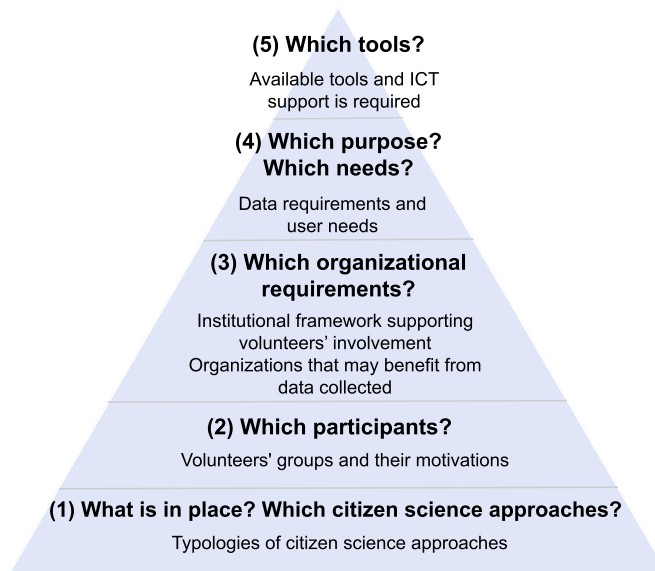 (5) Which tools?
Available tools and ICT
support is required
(4) Which purpose?
Which needs?
Data requirements and
user needs
(3) Which organizational
requirements?
Institutional framework supporting
volunteers’ involvement
Organizations that may benefit from
data collected
(2) Which participants?
Volunteers' groups and their motivations
(1) What is in place? Which citizen science approaches?
Typologies of citizen science approaches